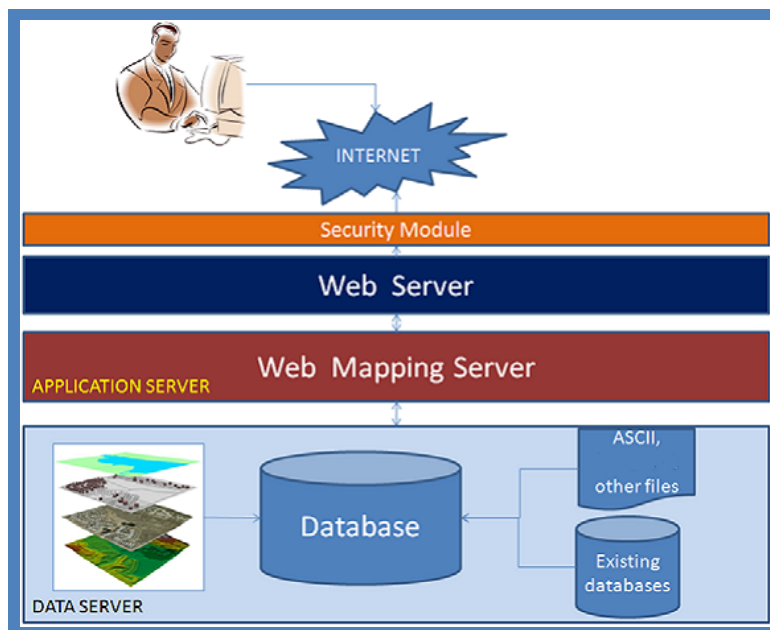 INTERNET
Security Module
Web Server
Web Mapping Server
APPLICATION SERVER
ASCII,
other files
Database
Existing
databases
DATA SERVER